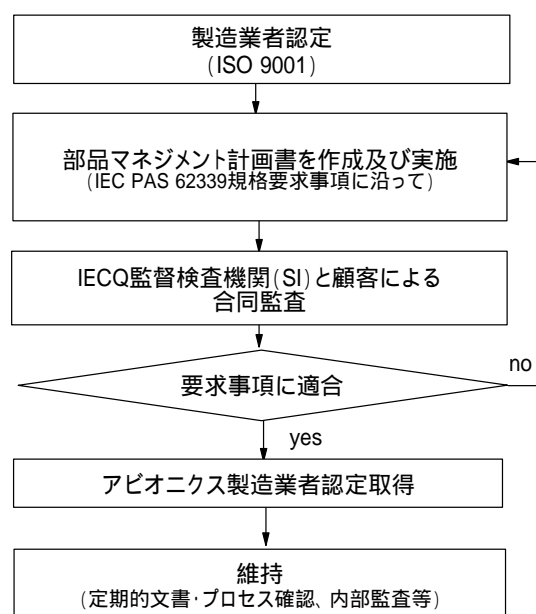 製造業者認定
(ISO 9001)
部品マネジメント計画書を作成及び実施
(IEC PAS 62339規格要求事項に沿って)
IECQ監督検査機関(SI)と顧客による
合同監査
要求事項に適合
no
yes
アビオニクス製造業者認定取得
維持
(定期的文書・プロセス確認、内部監査等)